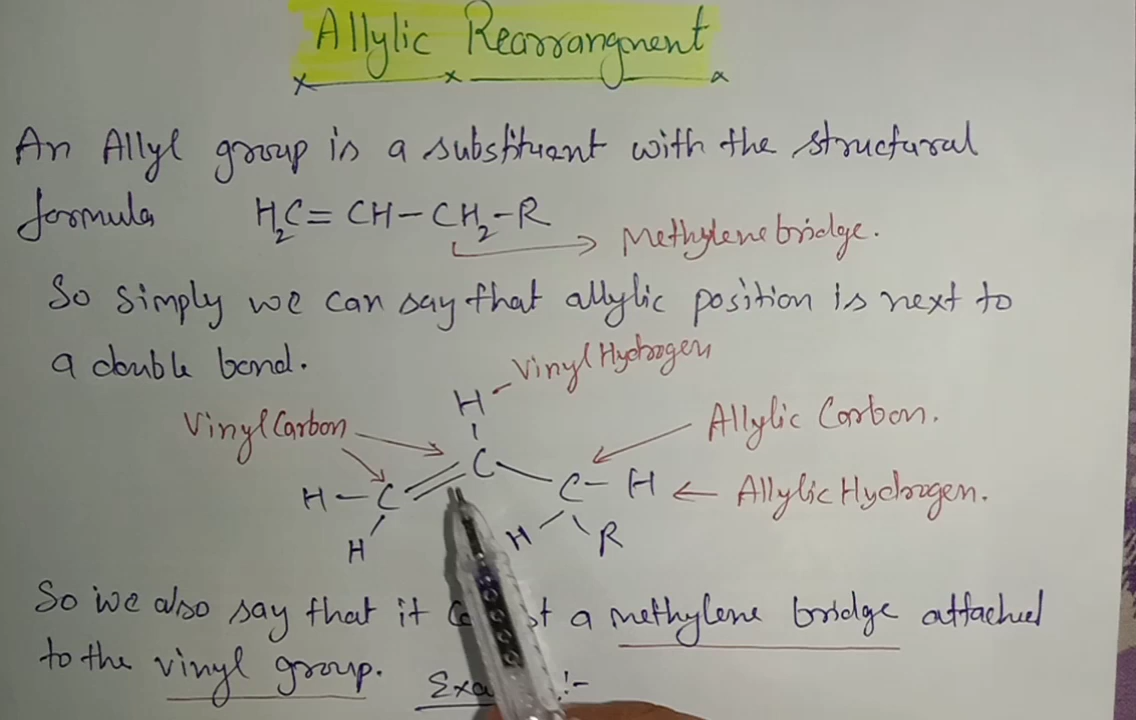 Allylic Rearrangment
An Allyl group is a substituent with the structural
formula H₂C=CH-CH₂-R
Methylene bridge.
So simply we can say that allylic position is next to
a double bond.
Vinyl Hydrogen
H
Vinyl Carbon
Allylic Carbon.
C
H-C
C-H
Allylic Hydrogen.
H
H
R
So we also say that it a methylene bridge attached
to the vinyl group.